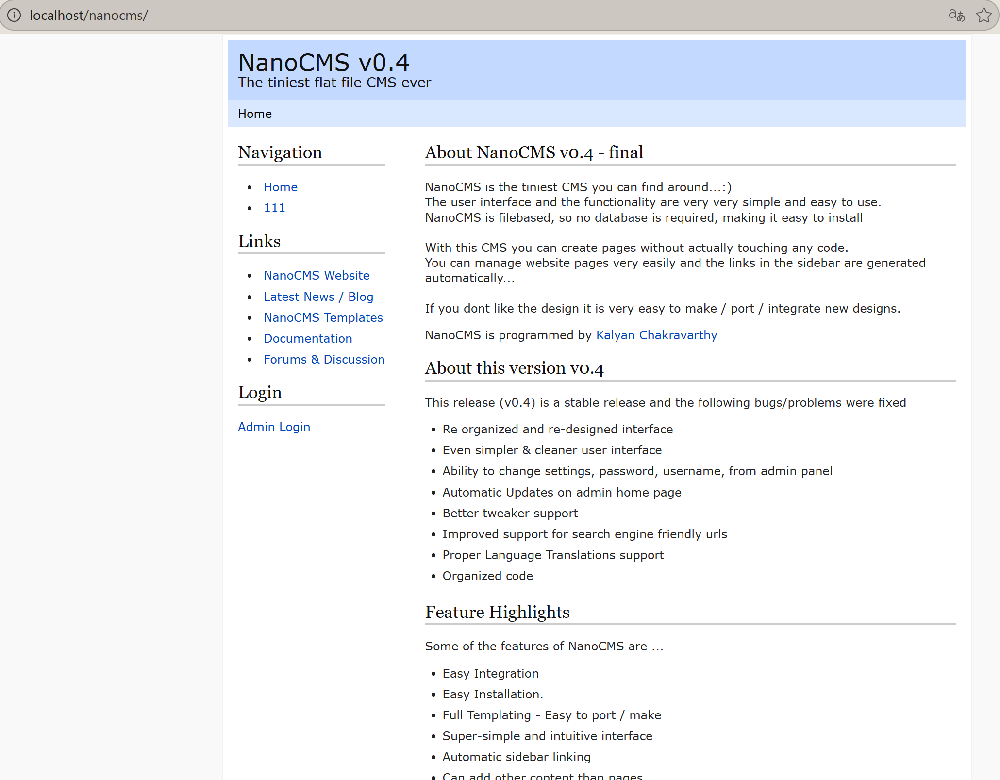 localhost/nanocms/
NanoCMS v0.4
The tiniest flat file CMS ever
Home
Navigation
Home
111
Links
NanoCMS Website
Latest News / Blog
NanoCMS Templates
Documentation
Forums & Discussion
Login
Admin Login
About NanoCMS v0.4 - final
NanoCMS is the tiniest CMS you can find around...:)
The user interface and the functionality are very very simple and easy to use.
NanoCMS is filebased, so no database is required, making it easy to install
With this CMS you can create pages without actually touching any code.
You can manage website pages very easily and the links in the sidebar are generated
automatically...
If you dont like the design it is very easy to make / port / integrate new designs.
NanoCMS is programmed by Kalyan Chakravarthy
About this version v0.4
This release (v0.4) is a stable release and the following bugs/problems were fixed
Re organized and re-designed interface
Even simpler & cleaner user interface
Ability to change settings, password, username, from admin panel
Automatic Updates on admin home page
Better tweaker support
Improved support for search engine friendly urls
Proper Language Translations support
Organized code
Feature Highlights
Some of the features of NanoCMS are ...
Easy Integration
Easy Installation.
Full Templating - Easy to port / make
Super-simple and intuitive interface
Automatic sidebar linking
Can add other content than pages